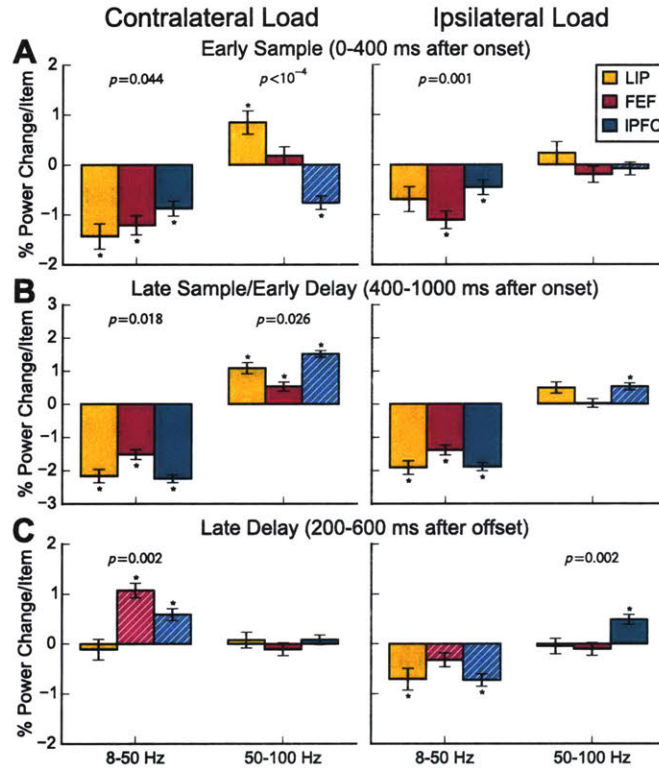 Contralateral Load
Ipsilateral Load
A
Early Sample (0-400 ms after onset)
% Power Change/Item
2
1
0
−1
−2
p=0.044
p<10⁻⁴
p=0.001
* * * * * * *
LIP
FEF
lPFC
B
Late Sample/Early Delay (400-1000 ms after onset)
% Power Change/Item
3
2
1
0
−1
−2
−3
p=0.018
p=0.026
* * * * * * * * * *
C
Late Delay (200-600 ms after offset)
% Power Change/Item
2
1
0
−1
−2
p=0.002
p=0.002
* * * * *
8-50 Hz
50-100 Hz
8-50 Hz
50-100 Hz